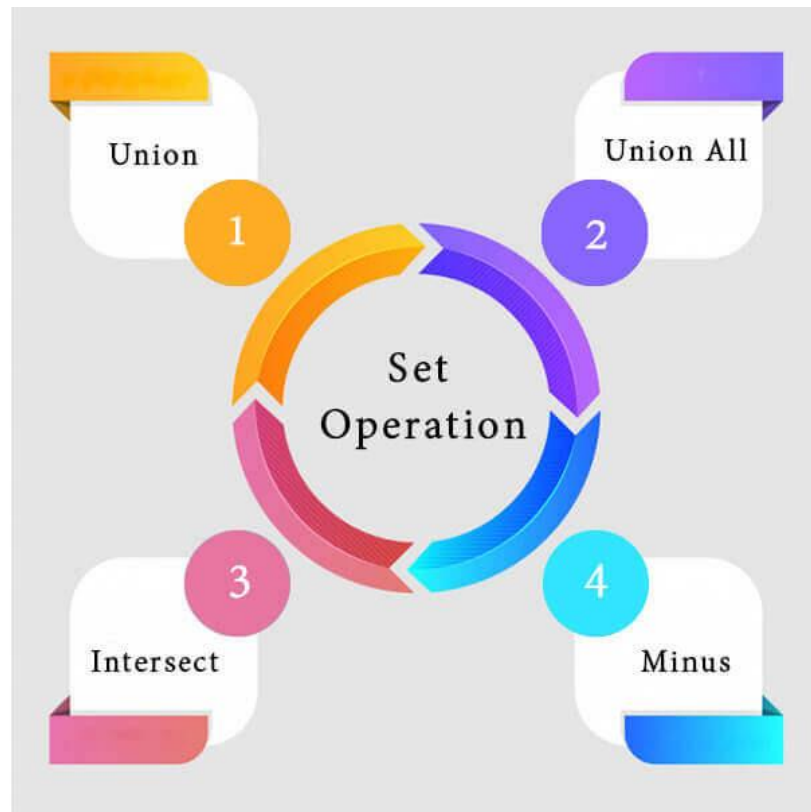 Union
1
Union All
2
Set
Operation
3
Intersect
4
Minus